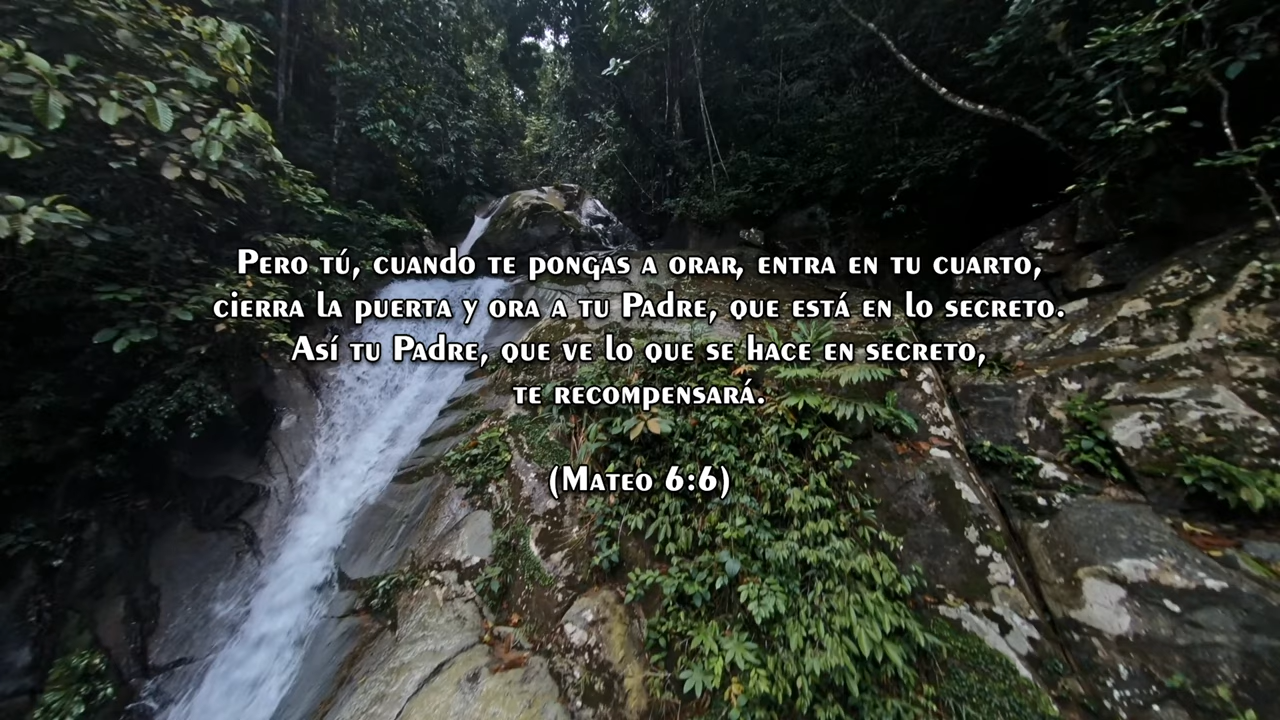 Pero tú, cuando te pongas a orar, entra en tu cuarto,
cierra la puerta y ora a tu Padre, que está en lo secreto.
Así tu Padre, que ve lo que se hace en secreto,
te recompensará.
(Mateo 6:6)